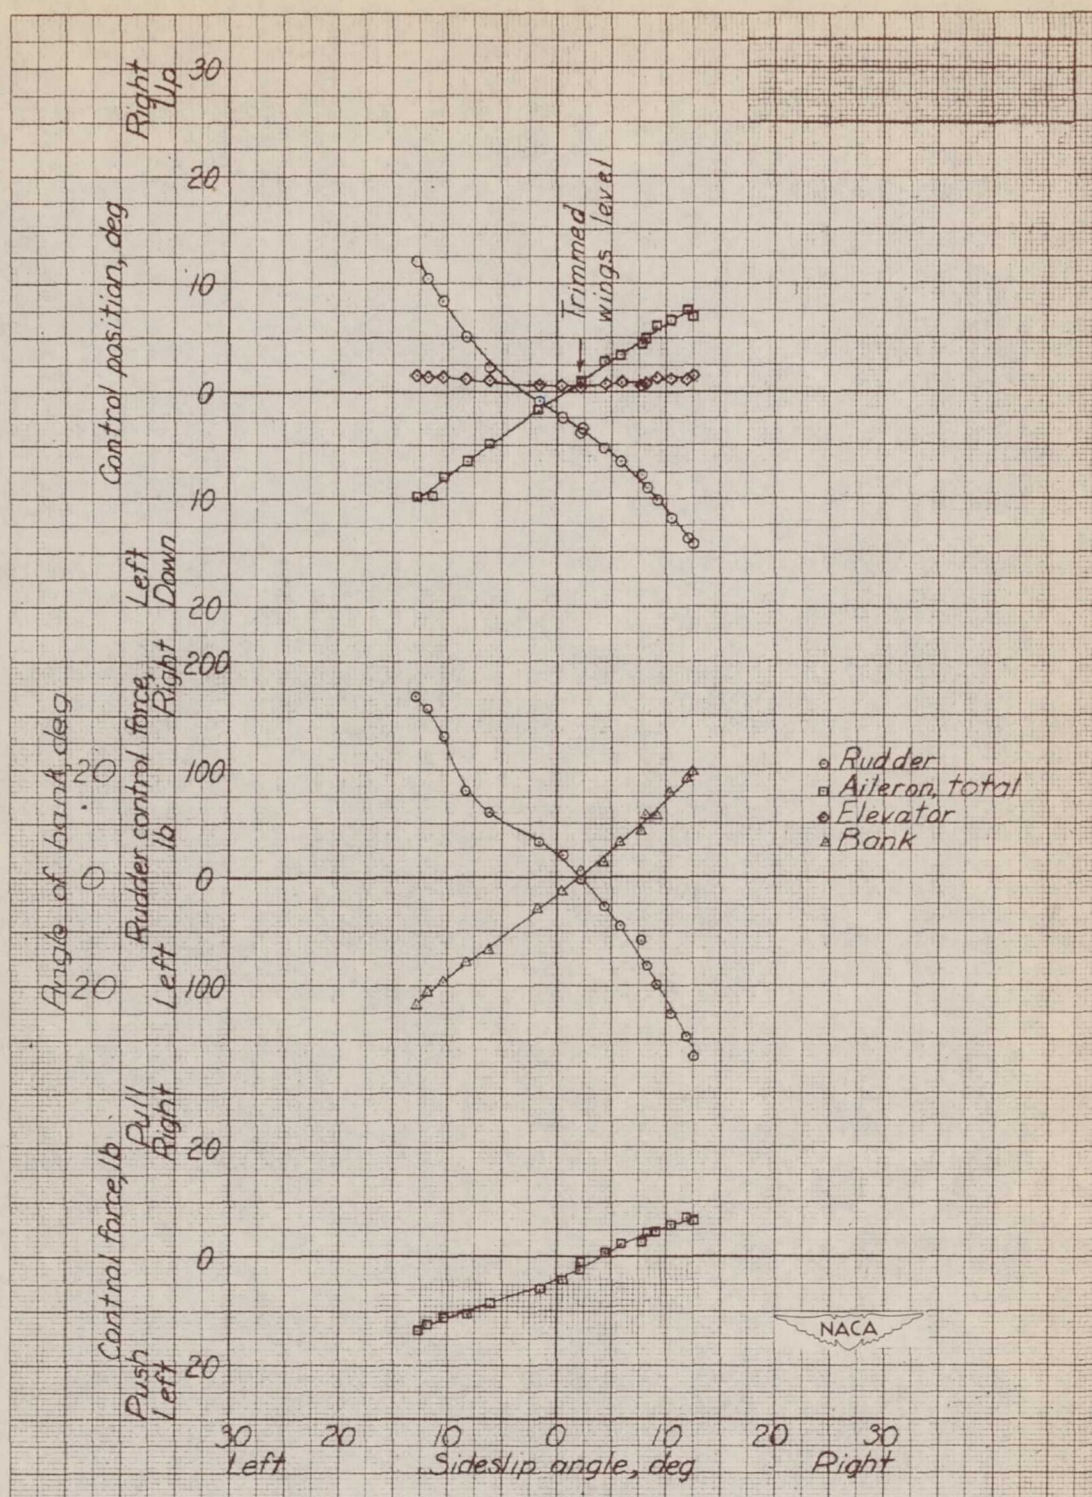 Right
Up
30
20
10
0
10
20
Control position, deg
Left
Down
Trimmed
wings level
200
100
0
100
Rudder control force,
lb
Right
Left
Angle of bank, deg
20
0
20
Rudder
Aileron, total
Elevator
Bank
Pull
Right
20
0
20
Control force, lb
Push
Left
NACA
30 20 10 0 10 20 30
Left Sideslip angle, deg Right